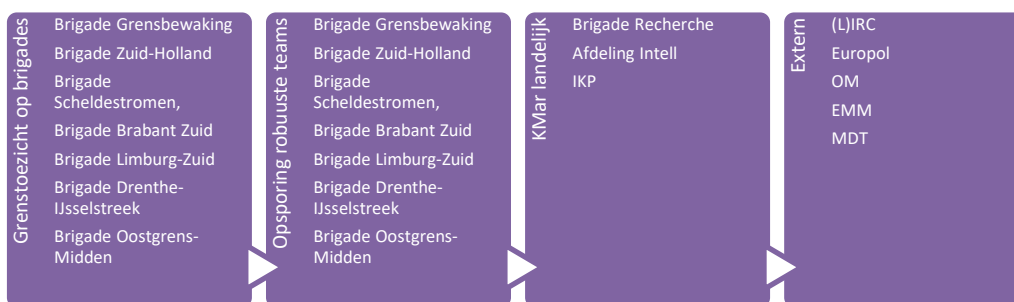 Grenstoezicht op brigades
Brigade Grensbewaking
Brigade Zuid-Holland
Brigade
Scheldestromen,
Brigade Brabant Zuid
Brigade Limburg-Zuid
Brigade Drenthe-
IJsselstreek
Brigade Oostgrens-
Midden
Opsporing robuuste teams
Brigade Grensbewaking
Brigade Zuid-Holland
Brigade
Scheldestromen,
Brigade Brabant Zuid
Brigade Limburg-Zuid
Brigade Drenthe-
IJsselstreek
Brigade Oostgrens-
Midden
KMar landelijk
Brigade Recherche
Afdeling Intell
IKP
Extern
(L)IRC
Europol
OM
EMM
MDT